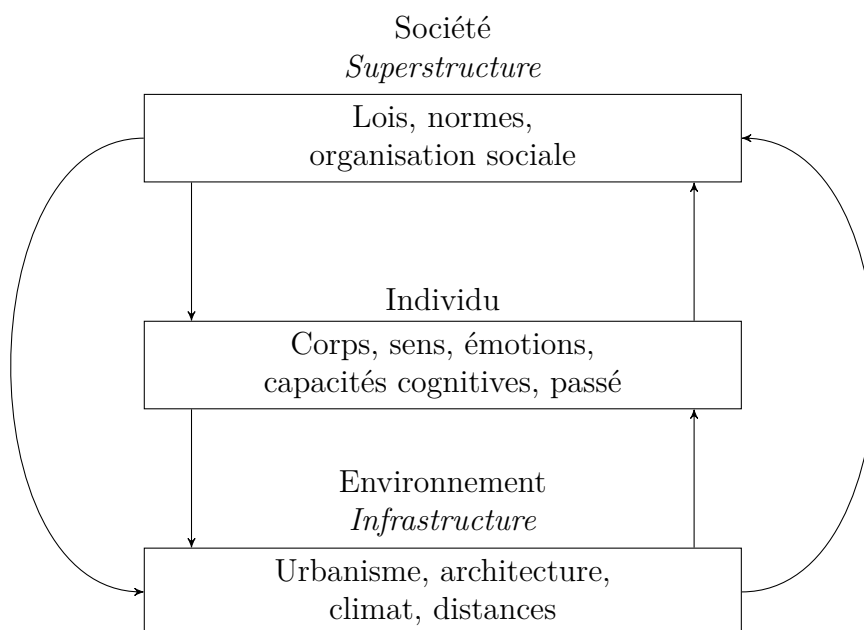 Société
Superstructure
Lois, normes,
organisation sociale
Individu
Corps, sens, émotions,
capacités cognitives, passé
Environnement
Infrastructure
Urbanisme, architecture,
climat, distances